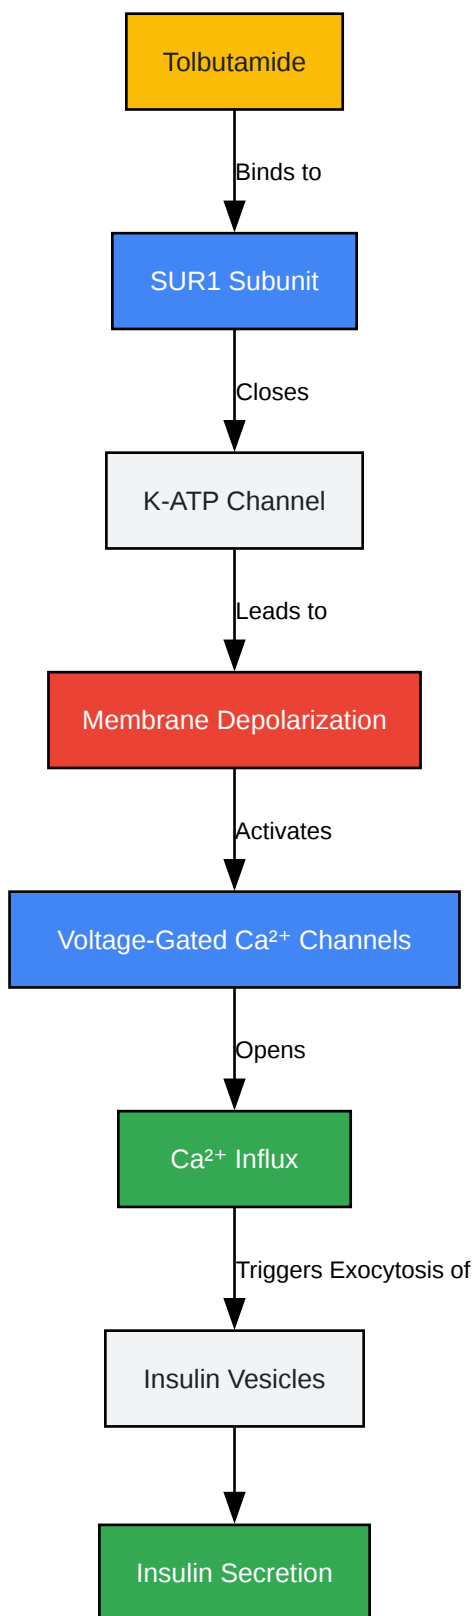 Tolbutamide
Binds to
SUR1 Subunit
Closes
K-ATP Channel
Leads to
Membrane Depolarization
Activates
Voltage-Gated Ca²⁺ Channels
Opens
Ca²⁺ Influx
Triggers Exocytosis of
Insulin Vesicles
Insulin Secretion